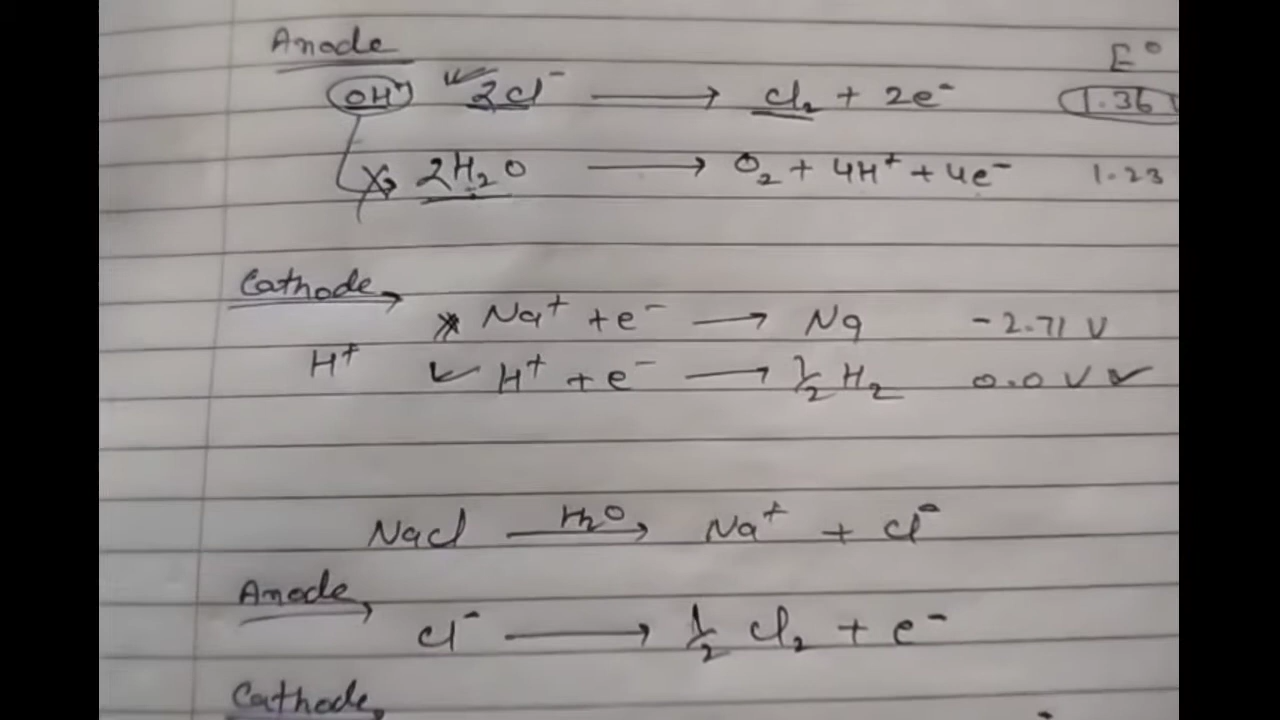 Anode E°
OH⁻ 2Cl⁻ → Cl₂ + 2e⁻ 1.36 V
2H₂O → O₂ + 4H⁺ + 4e⁻ 1.23
Cathode
Na⁺ + e⁻ → Na -2.71 V
H⁺ H⁺ + e⁻ → ½ H₂ 0.0 V
NaCl H₂O → Na⁺ + Cl⁻
Anode
Cl⁻ → ½ Cl₂ + e⁻
Cathode